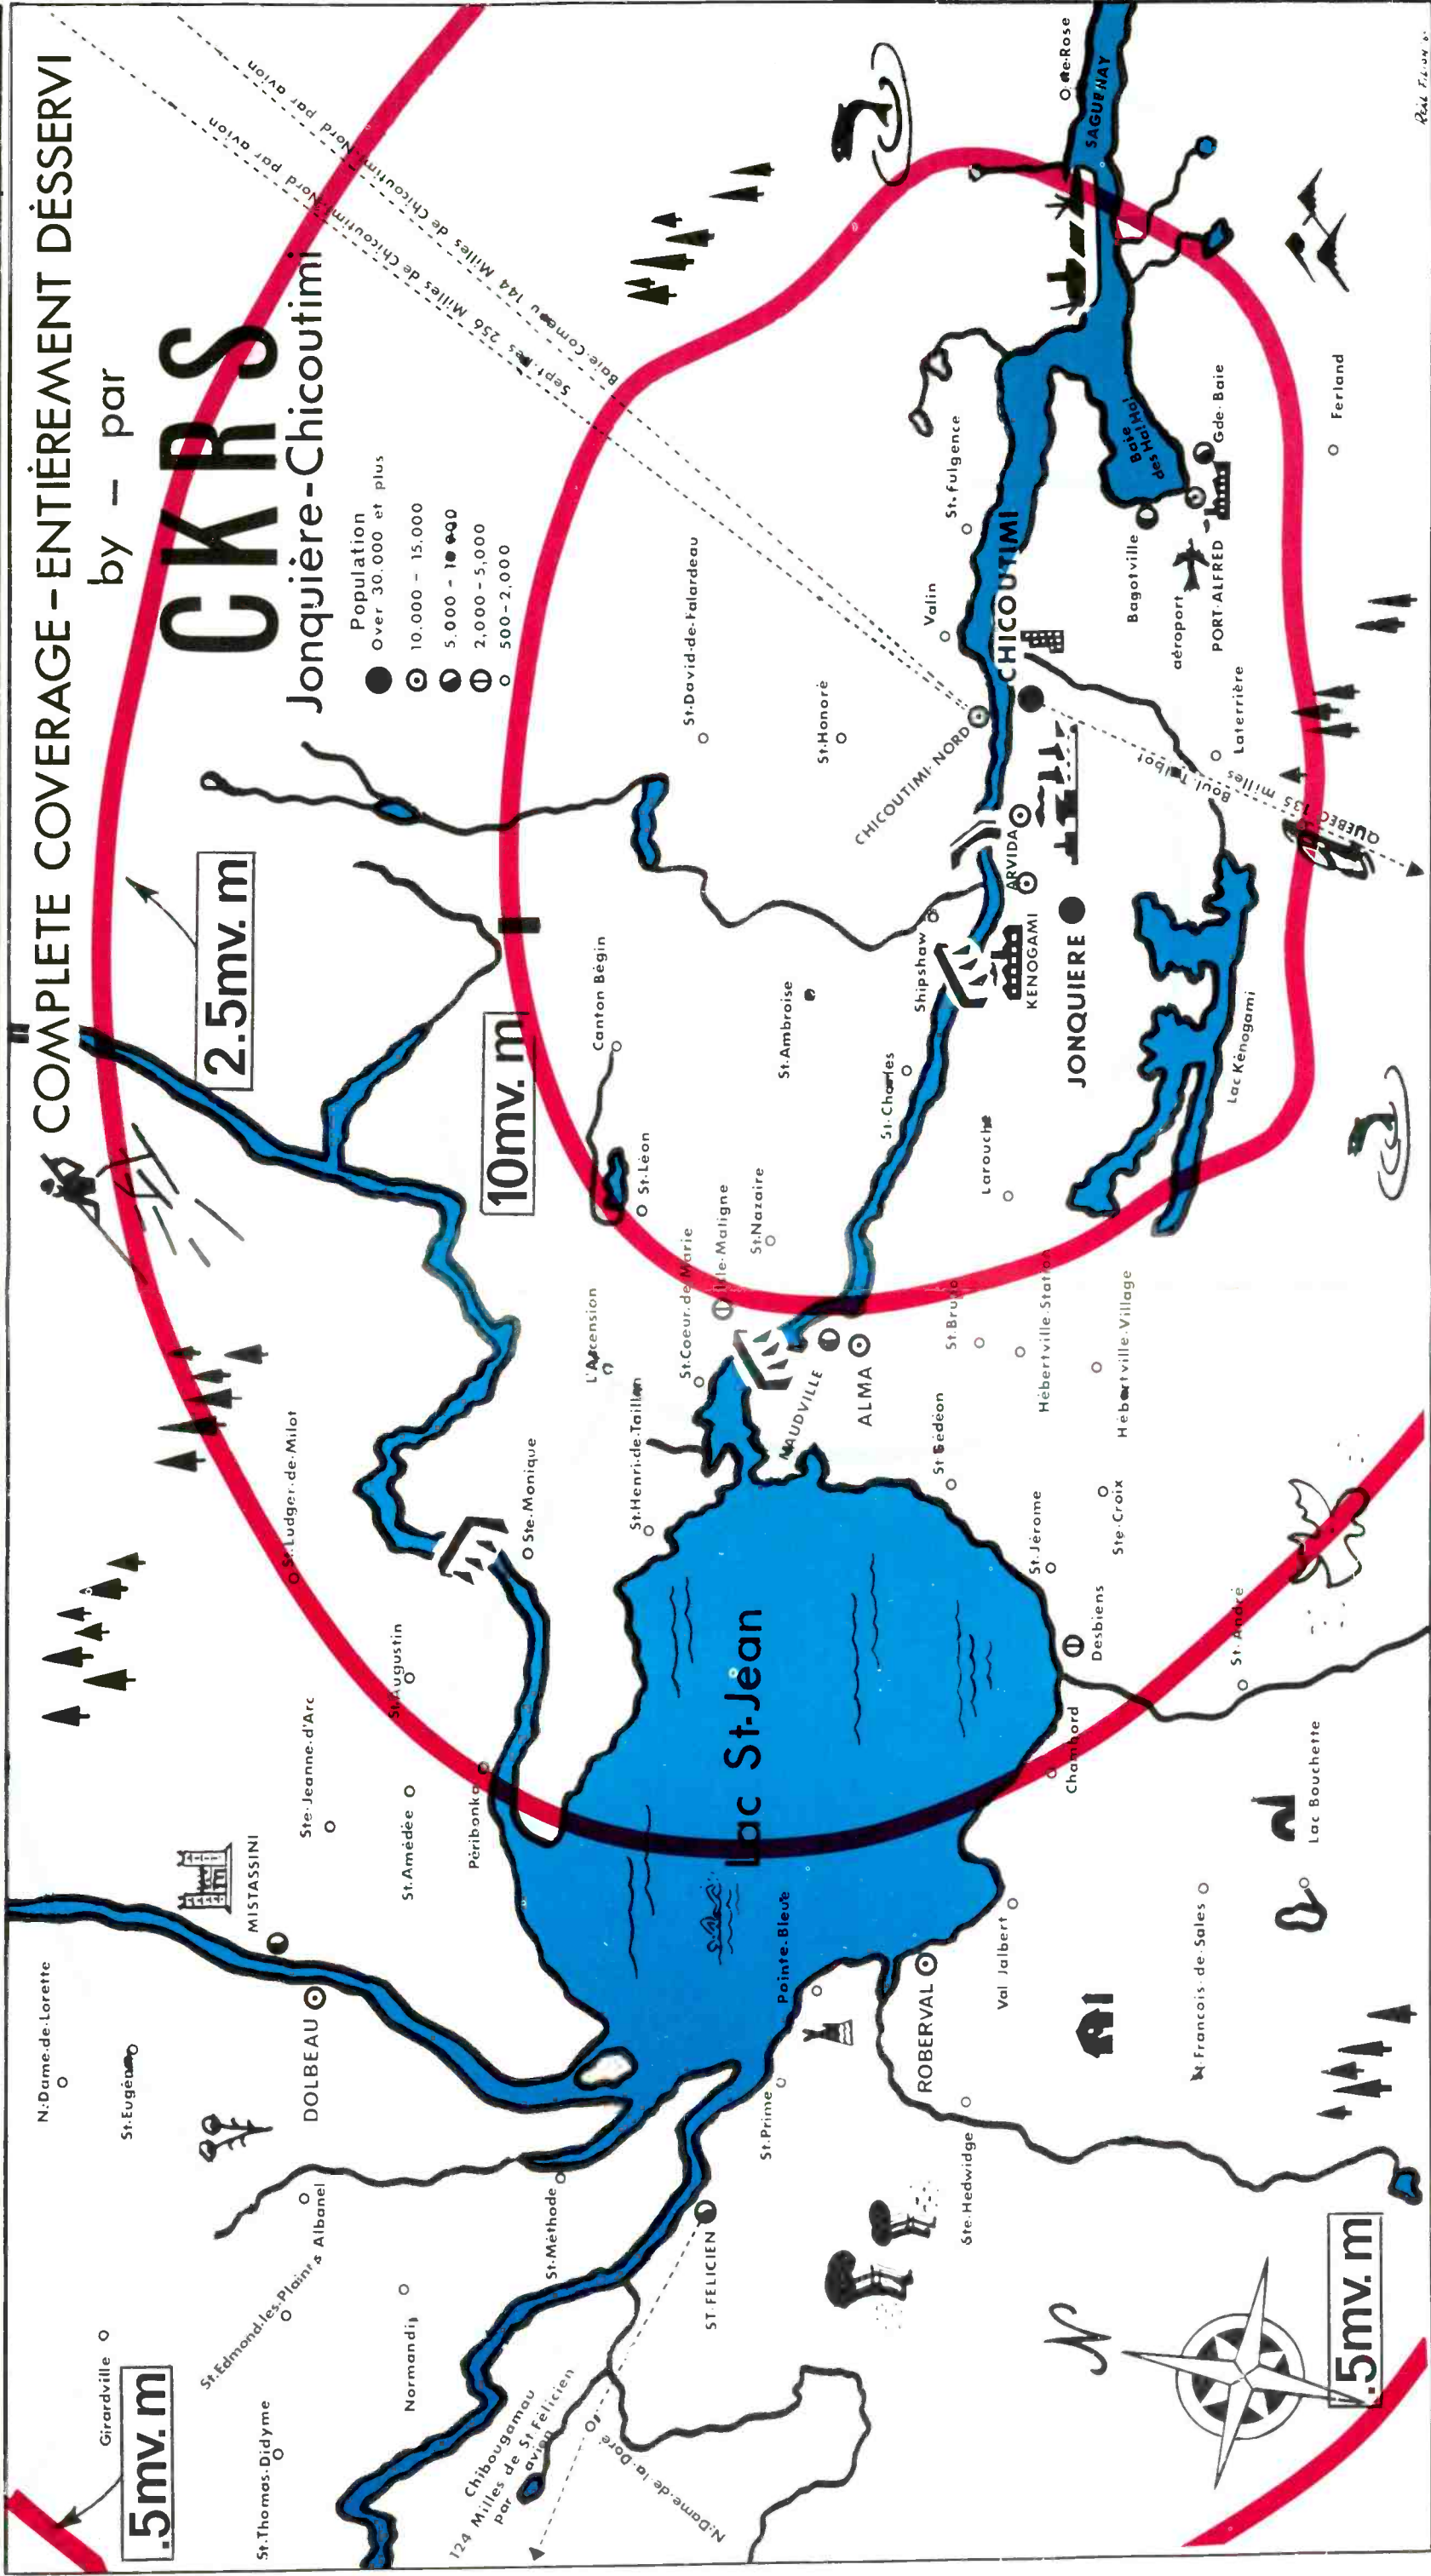 COMPLETE COVERAGE - ENTIÈREMENT DÉSSERVI
by - par
CKRS
Jonquière-Chicoutimi
Population
Over 30.000 et plus
10.000 - 15.000
5.000 -
2,000 - 5,000
500 - 2,000
2.5mv. m
10mv. m
.5mv. m
.5mv. m
Sept-Iles 256 Milles de Chicoutimi-Nord par avion
Baie-Comeau 144 Milles de Chicoutimi-Nord par avion
Girardville
N.-Dame-de-Lorette
St-Eugène
St-Thomas-Didyme
St.Edmond-les-Plaines
Albanel
DOLBEAU
MISTASSINI
Ste-Jeanne-d'Arc
St-Ludger-de-Milot
Normandin
St.Amédée
St.Augustin
Péribonka
Ste-Monique
Chibougamau
124 Milles de St Félicien
par avion
N.-Dame-de-la-Doré
St-Méthode
ST-FELICIEN
St.Prime
Pointe-Bleue
Lac St-Jean
ROBERVAL
Ste-Hedwidge
Val Jalbert
Chambord
N
Francois-de-Sales
Lac Bouchette
St-André
Desbiens
St.Jérome
Ste-Croix
St Gédéon
Hébertville-Village
Hébertville-Station
St Bruno
ALMA
NAUDVILLE
Isle-Maligne
St.Coeur-de-Marie
St.Henri-de-Taillon
L'Ascension
St-Nazaire
St-Léon
Canton Bégin
St.Ambroise
St-Charles
Larouche
Shipshaw
KENOGAMI
JONQUIERE
ARVIDA
Lac Kénogami
St-David-de-Falardeau
St-Honoré
CHICOUTIMI-NORD
Valin
CHICOUTIMI
St.fulgence
Boul. Talbot
QUEBEC 135 milles
Laterrière
aéroport
Bagotville
PORT-ALFRED
Gde-Baie
Baie
des Ha! Ha!
Ferland
SAGUENAY
Ste-Rose